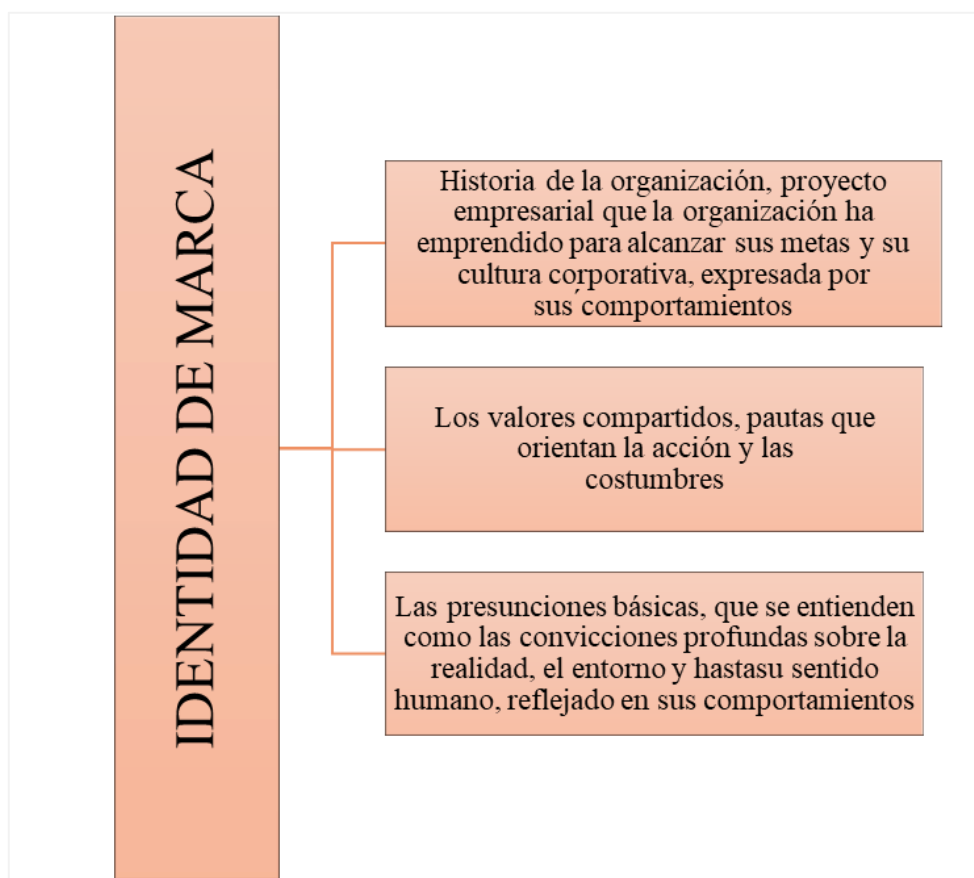 IDENTIDAD DE MARCA
Historia de la organización, proyecto
empresarial que la organización ha
emprendido para alcanzar sus metas y su
cultura corporativa, expresada por
sus´comportamientos
Los valores compartidos, pautas que
orientan la acción y las
costumbres
Las presunciones básicas, que se entienden
como las convicciones profundas sobre la
realidad, el entorno y hastasu sentido
humano, reflejado en sus comportamientos